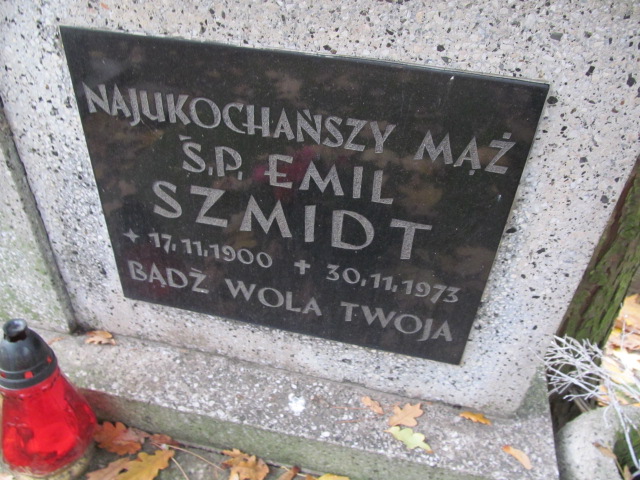 NAJUKOCHAŃSZY MĄŻ
Ś.P. EMIL
SZMIDT
+ 17.11.1900 + 30.11.1973
BĄDŹ WOLA TWOJA